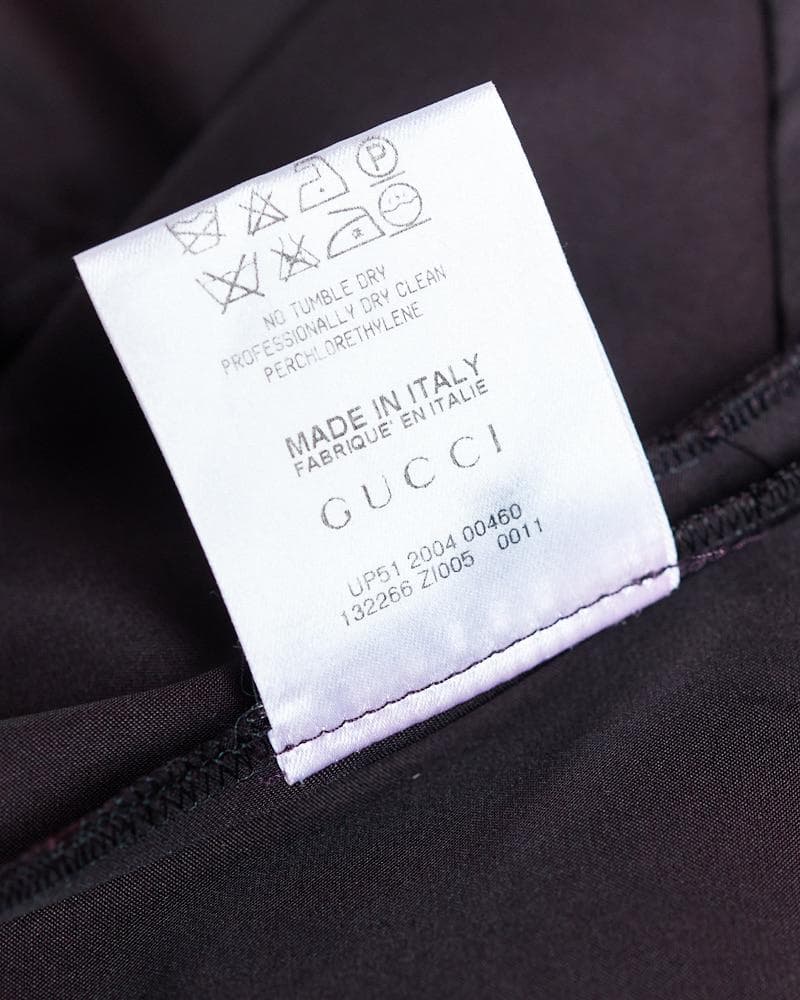 P
NO TUMBLE DRY
PROFESSIONALLY DRY CLEAN
PERCHLORETHYLENE
MADE IN ITALY
FABRIQUE' EN ITALIE
GUCCI
UP51 2004 00460
132266 ZI005 0011